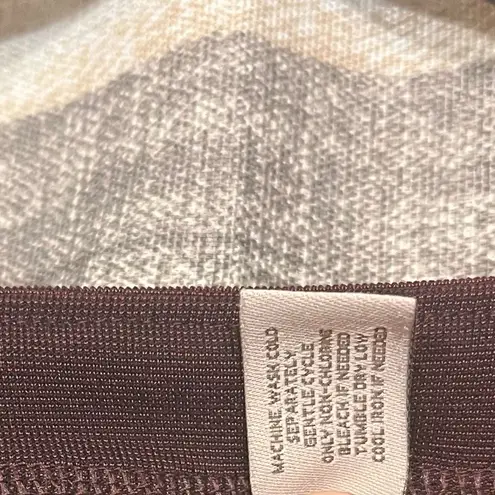 MACHINE WASH COLD
SEPARATELY
GENTLE CYCLE
ONLY NON-CHLORINE
BLEACH IF NEEDED
TUMBLE DRY LOW
COOL IRON IF NEEDED